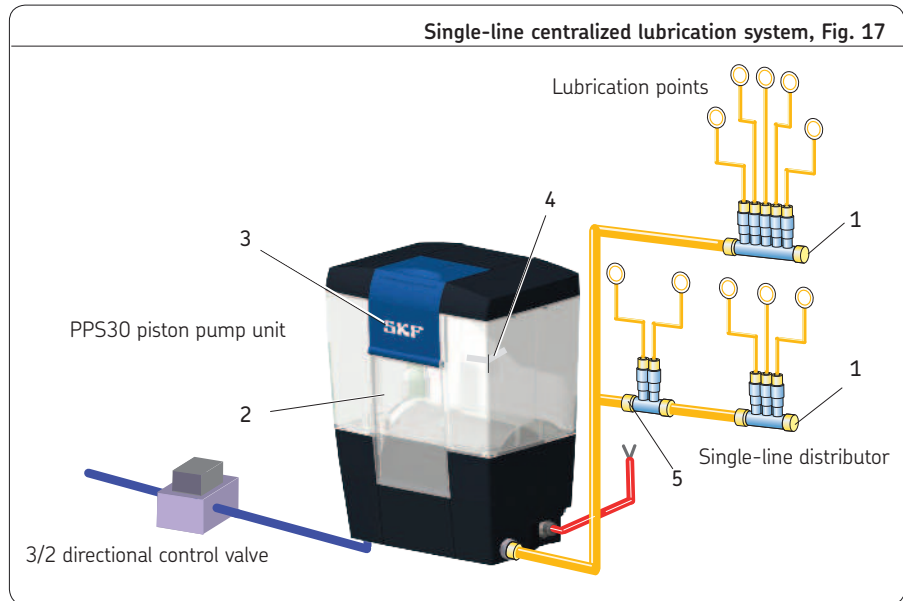 Single-line centralized lubrication system, Fig. 17
Lubrication points
4
1
3
SKF
PPS30 piston pump unit
2
1
5
Single-line distributor
3/2 directional control valve